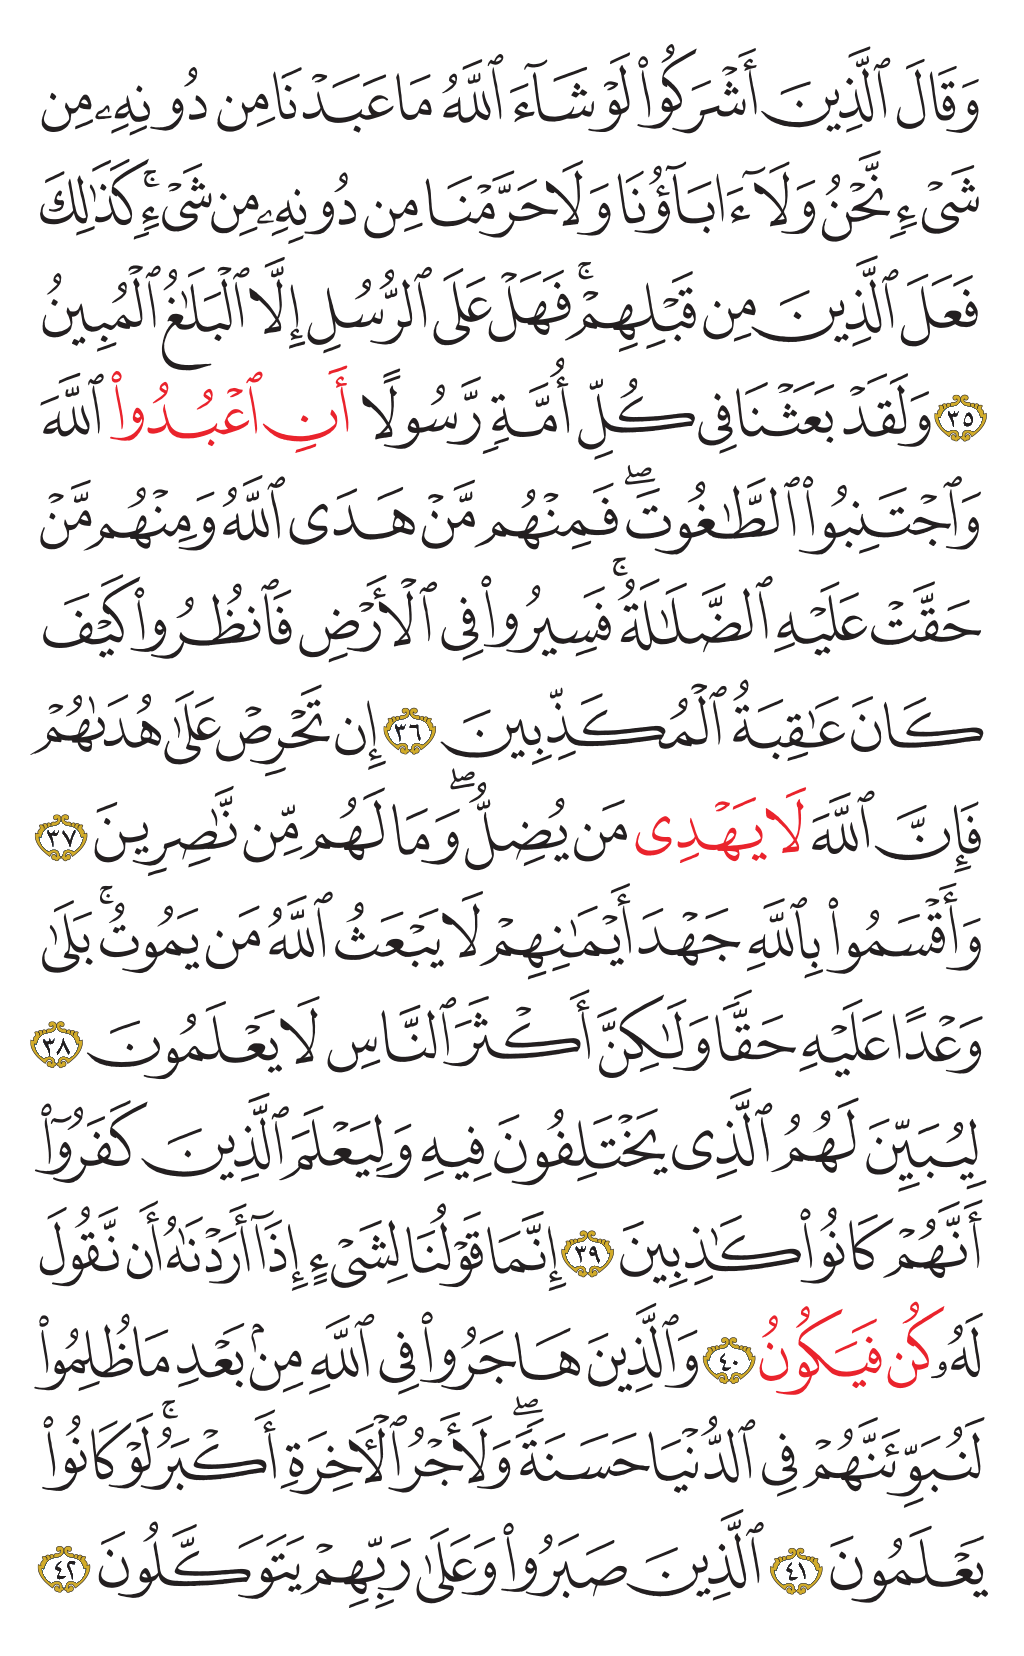 وَقَالَ ٱلَّذِينَ أَشْرَكُوا۟ لَوْ شَآءَ ٱللَّهُ مَا عَبَدْنَا مِن دُونِهِۦ مِن
شَىْءٍ نَّحْنُ وَلَآ ءَابَآؤُنَا وَلَا حَرَّمْنَا مِن دُونِهِۦ مِن شَىْءٍ ۚ كَذَٰلِكَ
فَعَلَ ٱلَّذِينَ مِن قَبْلِهِمْ ۚ فَهَلْ عَلَى ٱلرُّسُلِ إِلَّا ٱلْبَلَٰغُ ٱلْمُبِينُ
٣٥ وَلَقَدْ بَعَثْنَا فِى كُلِّ أُمَّةٍ رَّسُولًا أَنِ ٱعْبُدُوا۟ ٱللَّهَ
وَٱجْتَنِبُوا۟ ٱلطَّٰغُوتَ ۖ فَمِنْهُم مَّنْ هَدَى ٱللَّهُ وَمِنْهُم مَّنْ
حَقَّتْ عَلَيْهِ ٱلضَّلَٰلَةُ ۚ فَسِيرُوا۟ فِى ٱلْأَرْضِ فَٱنظُرُوا۟ كَيْفَ
كَانَ عَٰقِبَةُ ٱلْمُكَذِّبِينَ ٣٦ إِن تَحْرِصْ عَلَىٰ هُدَىٰهُمْ
فَإِنَّ ٱللَّهَ لَا يَهْدِى مَن يُضِلُّ ۖ وَمَا لَهُم مِّن نَّٰصِرِينَ ٣٧
وَأَقْسَمُوا۟ بِٱللَّهِ جَهْدَ أَيْمَٰنِهِمْ لَا يَبْعَثُ ٱللَّهُ مَن يَمُوتُ ۚ بَلَىٰ
وَعْدًا عَلَيْهِ حَقًّا وَلَٰكِنَّ أَكْثَرَ ٱلنَّاسِ لَا يَعْلَمُونَ ٣٨
لِيُبَيِّنَ لَهُمُ ٱلَّذِى يَخْتَلِفُونَ فِيهِ وَلِيَعْلَمَ ٱلَّذِينَ كَفَرُوٓا۟
أَنَّهُمْ كَانُوا۟ كَٰذِبِينَ ٣٩ إِنَّمَا قَوْلُنَا لِشَىْءٍ إِذَآ أَرَدْنَٰهُ أَن نَّقُولَ
لَهُۥ كُن فَيَكُونُ ٤٠ وَٱلَّذِينَ هَاجَرُوا۟ فِى ٱللَّهِ مِنۢ بَعْدِ مَا ظُلِمُوا۟
لَنُبَوِّئَنَّهُمْ فِى ٱلدُّنْيَا حَسَنَةً ۖ وَلَأَجْرُ ٱلْءَاخِرَةِ أَكْبَرُ ۚ لَوْ كَانُوا۟
يَعْلَمُونَ ٤١ ٱلَّذِينَ صَبَرُوا۟ وَعَلَىٰ رَبِّهِمْ يَتَوَكَّلُونَ ٤٢